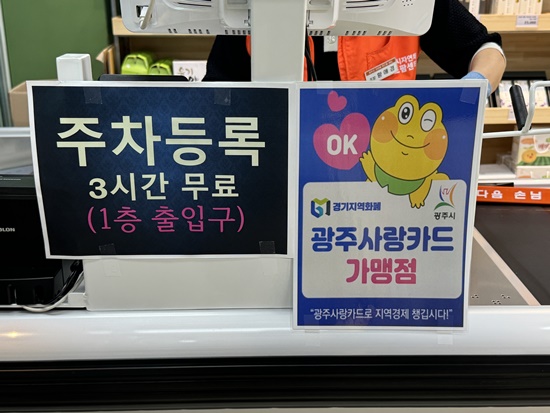 주차등록
3시간 무료
(1층 출입구)
OK
경기지역화폐
광주시
광주사랑카드
가맹점
"광주사랑카드로 지역경제 챙깁시다!"
다음 손님